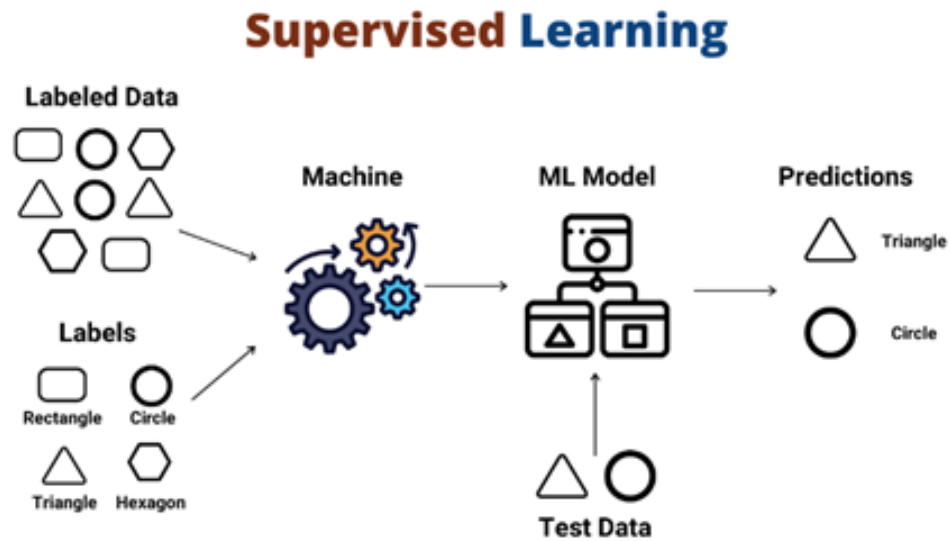 Supervised Learning
Labeled Data
Machine
ML Model
Predictions
Triangle
Circle
Labels
Rectangle Circle
Triangle Hexagon
Test Data